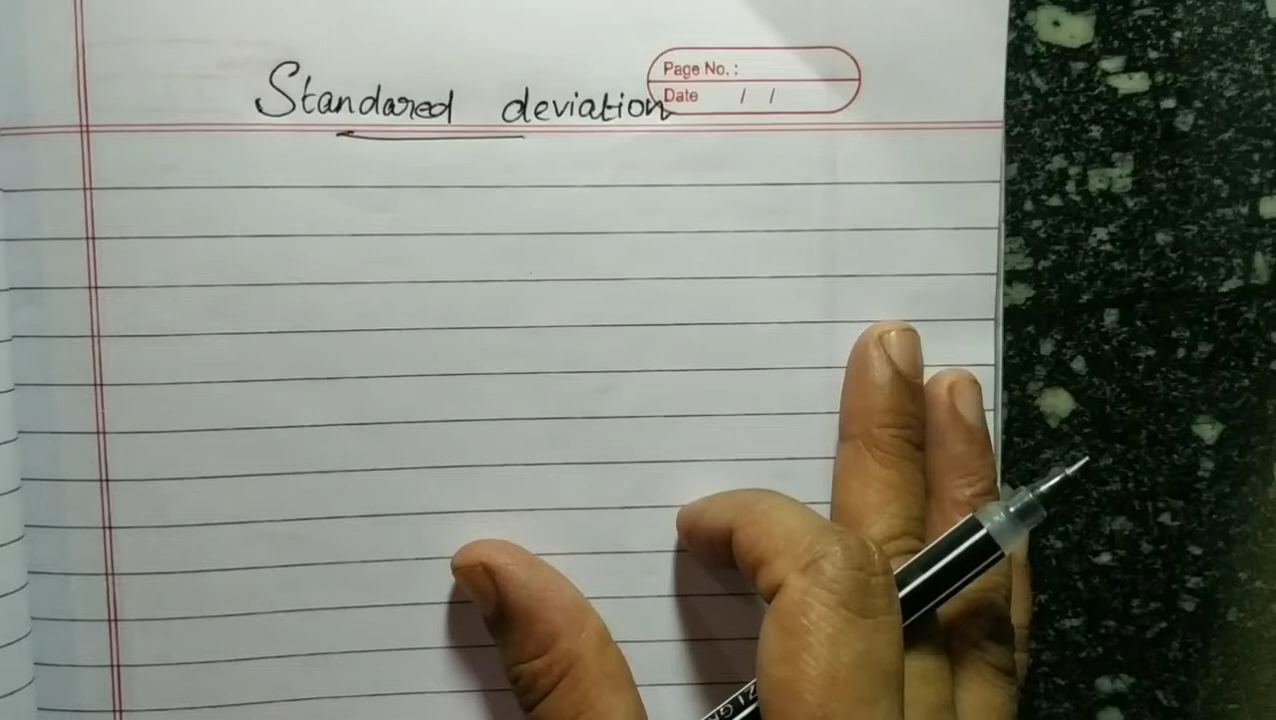 Standared deviation
Page No. :
Date / /